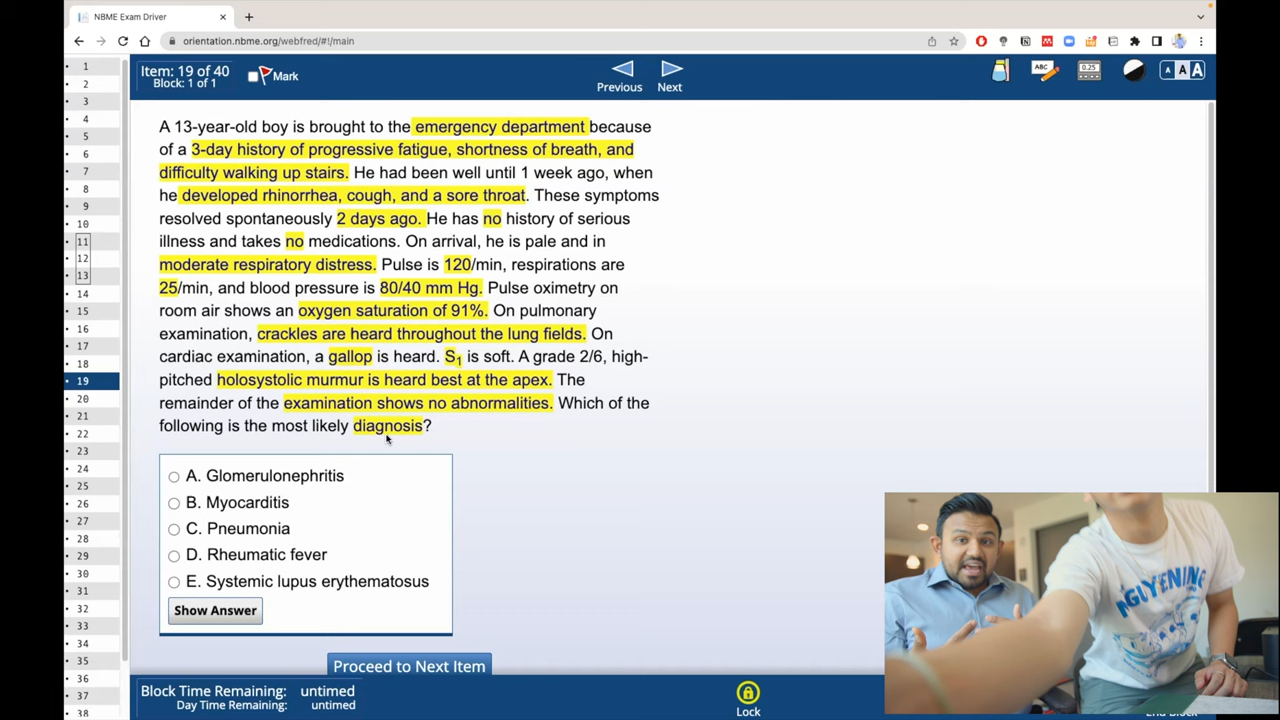 NBME Exam Driver
orientation.nbme.org/webfred/#!/main
Item: 19 of 40
Block: 1 of 1
Mark
Previous
Next
ABC
0.25
A A A
1
2
3
4
5
6
7
8
9
10
11
12
13
14
15
16
17
18
19
20
21
22
23
24
25
26
27
28
29
30
31
32
33
34
35
36
37
38
A 13-year-old boy is brought to the emergency department because
of a 3-day history of progressive fatigue, shortness of breath, and
difficulty walking up stairs. He had been well until 1 week ago, when
he developed rhinorrhea, cough, and a sore throat. These symptoms
resolved spontaneously 2 days ago. He has no history of serious
illness and takes no medications. On arrival, he is pale and in
moderate respiratory distress. Pulse is 120/min, respirations are
25/min, and blood pressure is 80/40 mm Hg. Pulse oximetry on
room air shows an oxygen saturation of 91%. On pulmonary
examination, crackles are heard throughout the lung fields. On
cardiac examination, a gallop is heard. S1 is soft. A grade 2/6, high-
pitched holosystolic murmur is heard best at the apex. The
remainder of the examination shows no abnormalities. Which of the
following is the most likely diagnosis?
A. Glomerulonephritis
B. Myocarditis
C. Pneumonia
D. Rheumatic fever
E. Systemic lupus erythematosus
Show Answer
Proceed to Next Item
Block Time Remaining: untimed
Day Time Remaining: untimed
Lock
End Block
NGUYENING